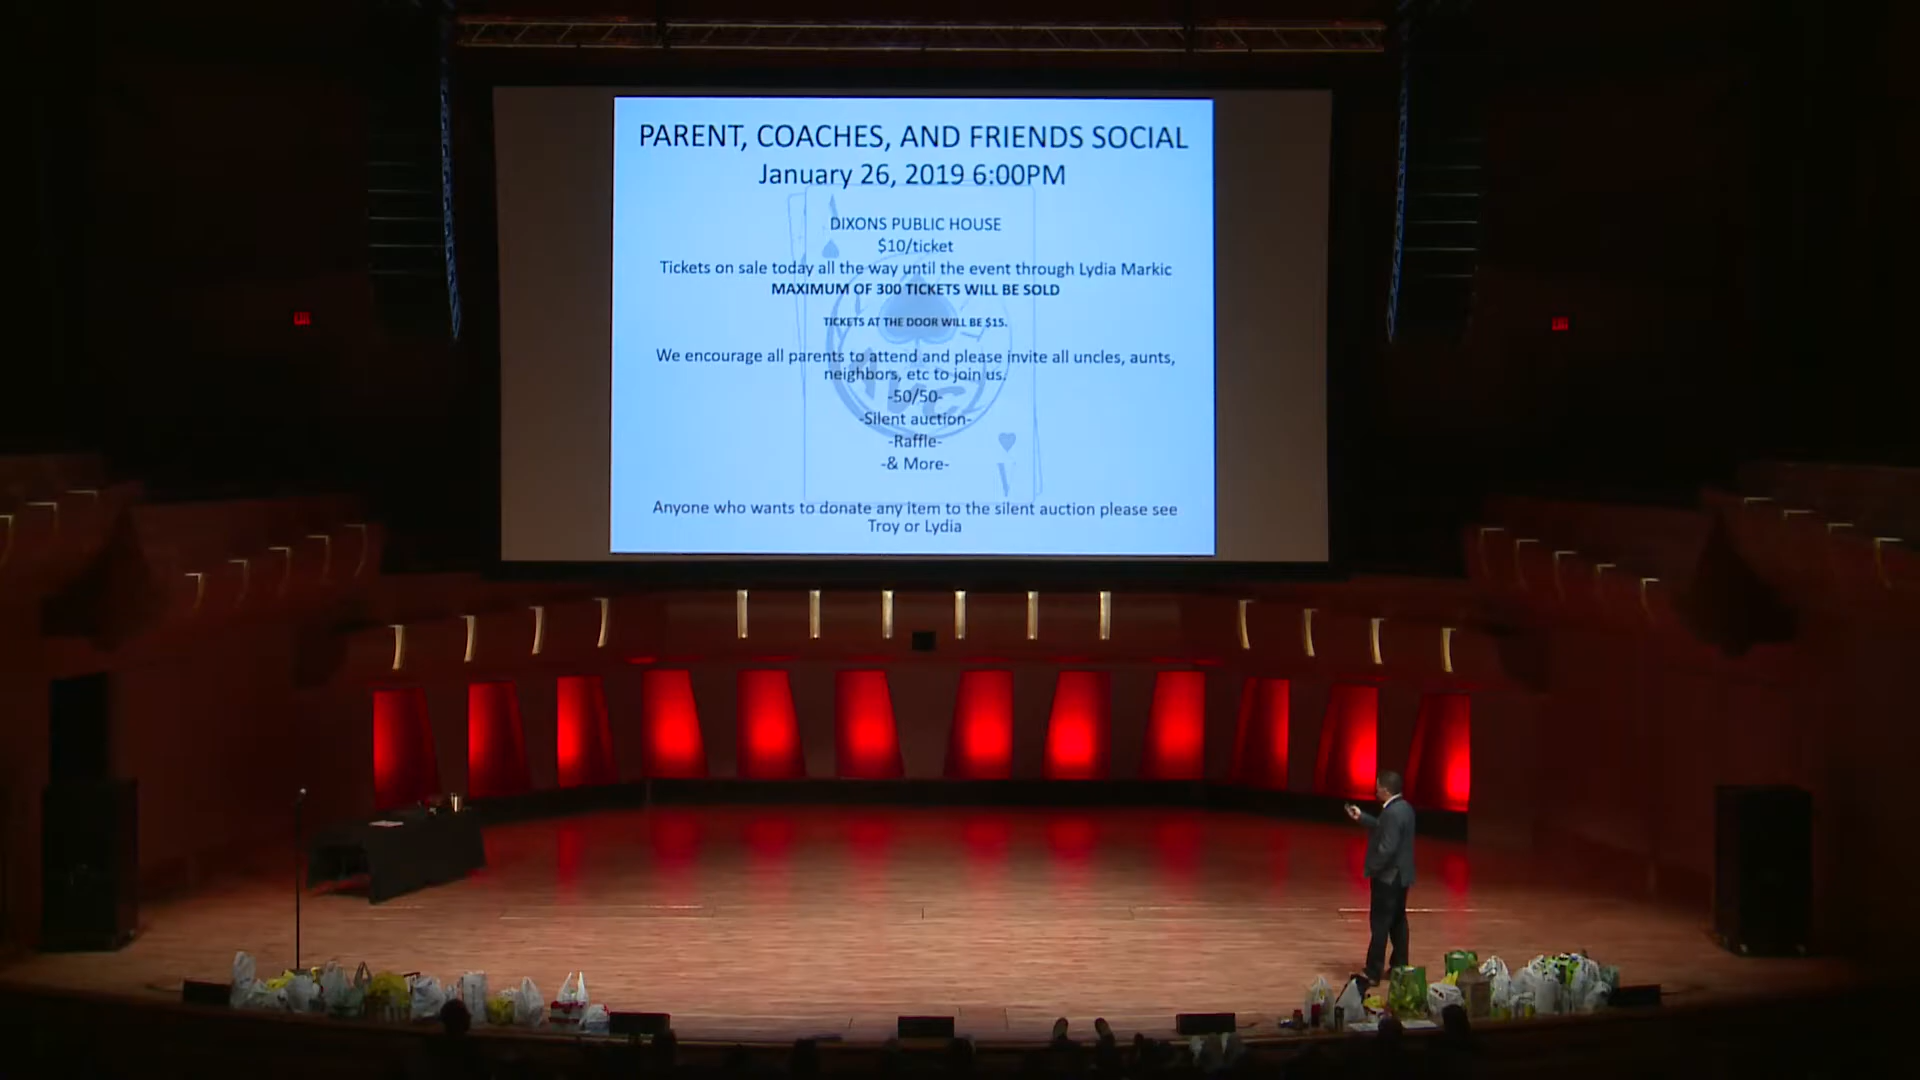 PARENT, COACHES, AND FRIENDS SOCIAL
January 26, 2019 6:00PM
DIXONS PUBLIC HOUSE
$10/ticket
Tickets on sale today all the way until the event through Lydia Markic
MAXIMUM OF 300 TICKETS WILL BE SOLD
TICKETS AT THE DOOR WILL BE $15.
We encourage all parents to attend and please invite all uncles, aunts,
neighbors, etc to join us.
-50/50-
-Silent auction-
-Raffle-
-& More-
Anyone who wants to donate any item to the silent auction please see
Troy or Lydia